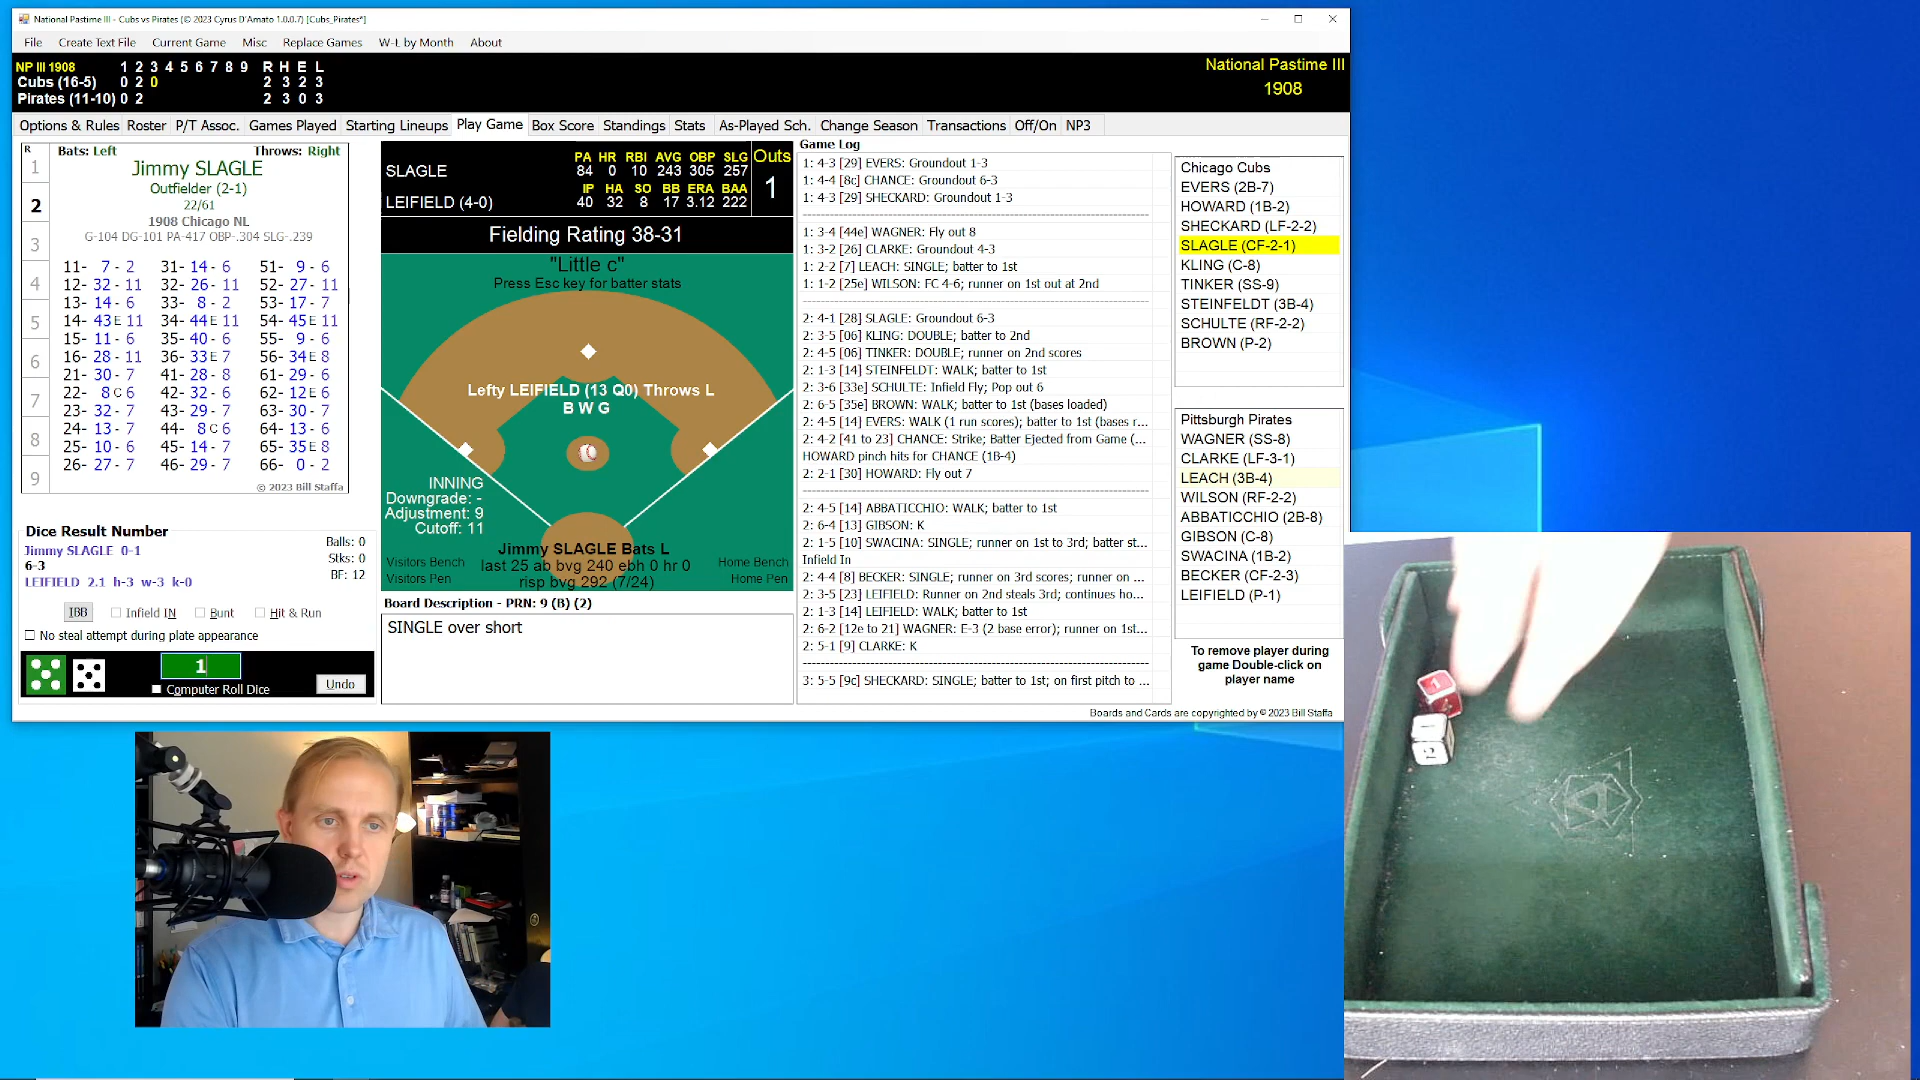 National Pastime III - Cubs vs Pirates (© 2023 Cyrus D'Amato 1.0.0.7) [Cubs_Pirates*]
File Create Text File Current Game Misc Replace Games W-L by Month About
NP III 1908 1 2 3 4 5 6 7 8 9 R H E L
Cubs (16-5) 0 2 0 2 3 2 3
Pirates (11-10) 0 2 2 3 0 3
National Pastime III
1908
Options & Rules Roster P/T Assoc. Games Played Starting Lineups Play Game Box Score Standings Stats As-Played Sch. Change Season Transactions Off/On NP3
R
1
2
3
4
5
6
7
8
9
Bats: Left Throws: Right
Jimmy SLAGLE
Outfielder (2-1)
22/61
1908 Chicago NL
G-104 DG-101 PA-417 OBP-.304 SLG-.239
11- 7 - 2 31- 14 - 6 51- 9 - 6
12- 32 - 11 32- 26 - 11 52- 27 - 11
13- 14 - 6 33- 8 - 2 53- 17 - 7
14- 43 E 11 34- 44 E 11 54- 45 E 11
15- 11 - 6 35- 40 - 6 55- 9 - 6
16- 28 - 11 36- 33 E 7 56- 34 E 8
21- 30 - 7 41- 28 - 8 61- 29 - 6
22- 8 C 6 42- 32 - 6 62- 12 E 6
23- 32 - 7 43- 29 - 7 63- 30 - 7
24- 13 - 7 44- 8 C 6 64- 13 - 6
25- 10 - 6 45- 14 - 7 65- 35 E 8
26- 27 - 7 46- 29 - 7 66- 0 - 2
© 2023 Bill Staffa
Dice Result Number
Jimmy SLAGLE 0-1
6-3
LEIFIELD 2.1 h-3 w-3 k-0
Balls: 0
Stks: 0
BF: 12
IBB Infield IN Bunt Hit & Run
No steal attempt during plate appearance
1
Computer Roll Dice
Undo
PA HR RBI AVG OBP SLG
SLAGLE 84 0 10 243 305 257
IP HA SO BB ERA BAA
LEIFIELD (4-0) 40 32 8 17 3.12 222
Outs
1
Fielding Rating 38-31
"Little c"
Press Esc key for batter stats
Lefty LEIFIELD (13 Q0) Throws L
B W G
INNING
Downgrade: -
Adjustment: 9
Cutoff: 11
Visitors Bench
Visitors Pen
Jimmy SLAGLE Bats L
last 25 ab bvg 240 ebh 0 hr 0
risp bvg 292 (7/24)
Home Bench
Home Pen
Board Description - PRN: 9 (B) (2)
SINGLE over short
Game Log
1: 4-3 [29] EVERS: Groundout 1-3
1: 4-4 [8c] CHANCE: Groundout 6-3
1: 4-3 [29] SHECKARD: Groundout 1-3
1: 3-4 [44e] WAGNER: Fly out 8
1: 3-2 [26] CLARKE: Groundout 4-3
1: 2-2 [7] LEACH: SINGLE; batter to 1st
1: 1-2 [25e] WILSON: FC 4-6; runner on 1st out at 2nd
2: 4-1 [28] SLAGLE: Groundout 6-3
2: 3-5 [06] KLING: DOUBLE; batter to 2nd
2: 4-5 [06] TINKER: DOUBLE; runner on 2nd scores
2: 1-3 [14] STEINFELDT: WALK; batter to 1st
2: 3-6 [33e] SCHULTE: Infield Fly; Pop out 6
2: 6-5 [35e] BROWN: WALK; batter to 1st (bases loaded)
2: 4-5 [14] EVERS: WALK (1 run scores); batter to 1st (bases r...
2: 4-2 [41 to 23] CHANCE: Strike; Batter Ejected from Game (...
HOWARD pinch hits for CHANCE (1B-4)
2: 2-1 [30] HOWARD: Fly out 7
2: 4-5 [14] ABBATICCHIO: WALK; batter to 1st
2: 6-4 [13] GIBSON: K
2: 1-5 [10] SWACINA: SINGLE; runner on 1st to 3rd; batter st...
Infield In
2: 4-4 [8] BECKER: SINGLE; runner on 3rd scores; runner on ...
2: 3-5 [23] LEIFIELD: Runner on 2nd steals 3rd; continues ho...
2: 1-3 [14] LEIFIELD: WALK; batter to 1st
2: 6-2 [12e to 21] WAGNER: E-3 (2 base error); runner on 1st...
2: 5-1 [9] CLARKE: K
3: 5-5 [9c] SHECKARD: SINGLE; batter to 1st; on first pitch to ...
Chicago Cubs
EVERS (2B-7)
HOWARD (1B-2)
SHECKARD (LF-2-2)
SLAGLE (CF-2-1)
KLING (C-8)
TINKER (SS-9)
STEINFELDT (3B-4)
SCHULTE (RF-2-2)
BROWN (P-2)
Pittsburgh Pirates
WAGNER (SS-8)
CLARKE (LF-3-1)
LEACH (3B-4)
WILSON (RF-2-2)
ABBATICCHIO (2B-8)
GIBSON (C-8)
SWACINA (1B-2)
BECKER (CF-2-3)
LEIFIELD (P-1)
To remove player during
game Double-click on
player name
Boards and Cards are copyrighted by © 2023 Bill Staffa